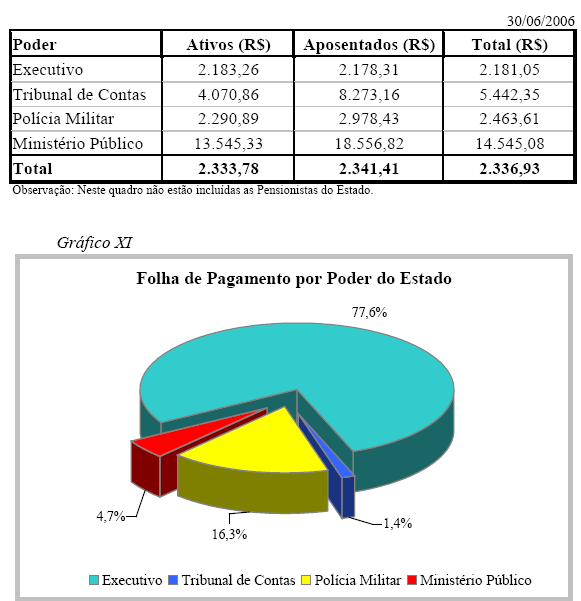 30/06/2006
Poder Ativos (R$) Aposentados (R$) Total (R$)
Executivo 2.183,26 2.178,31 2.181,05
Tribunal de Contas 4.070,86 8.273,16 5.442,35
Polícia Militar 2.290,89 2.978,43 2.463,61
Ministério Público 13.545,33 18.556,82 14.545,08
Total 2.333,78 2.341,41 2.336,93
Observação: Neste quadro não estão incluidas as Pensionistas do Estado.
Gráfico XI
Folha de Pagamento por Poder do Estado
77,6%
4,7%
16,3%
1,4%
Executivo Tribunal de Contas Polícia Militar Ministério Público